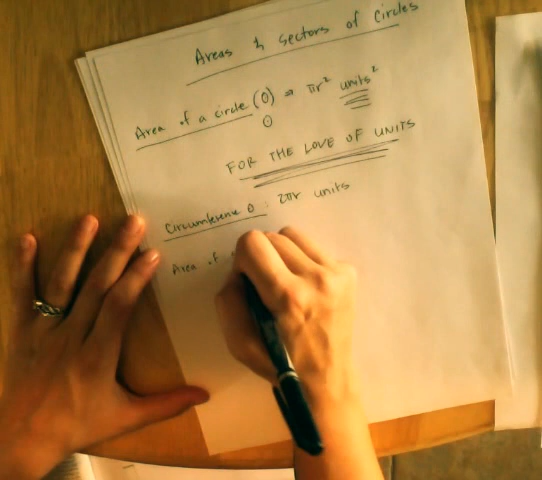 Areas & Sectors of Circles
Area of a circle (O) = πr² units²
O
FOR THE LOVE OF UNITS
Circumference O : 2πr units
Area of